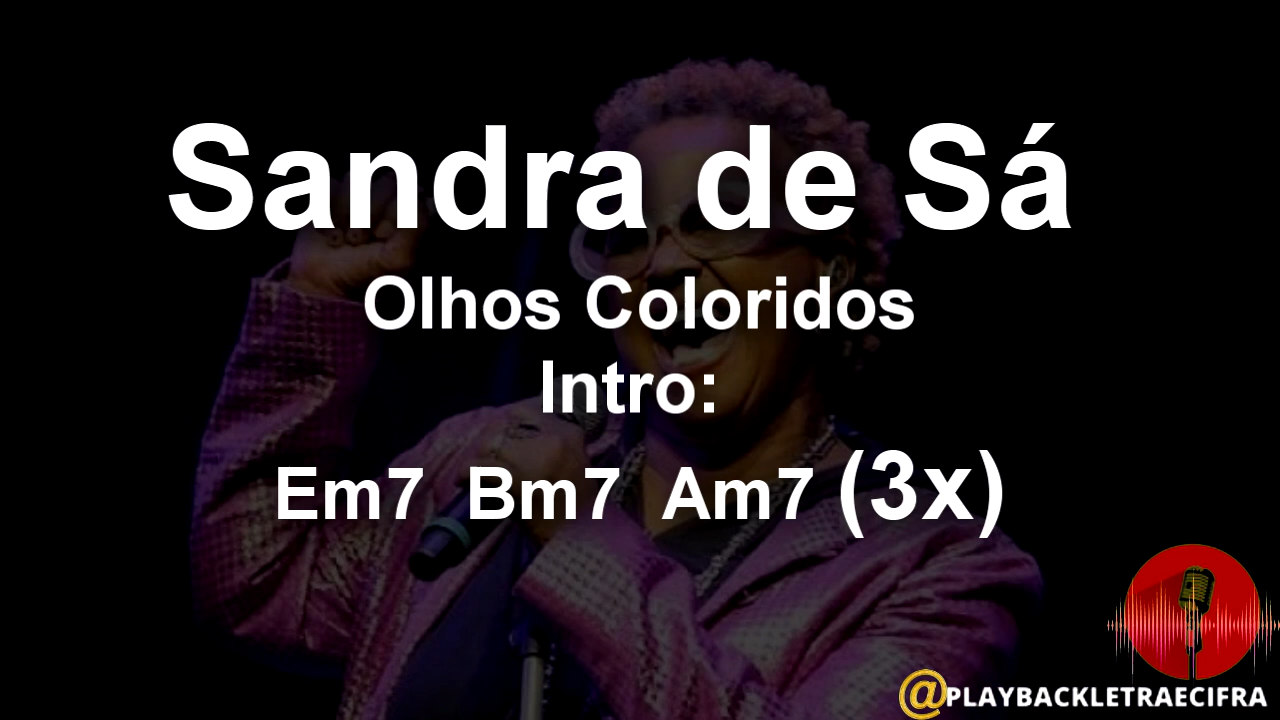 Sandra de Sá
Olhos Coloridos
Intro:
Em7 Bm7 Am7 (3x)
@PLAYBACKLETRAECIFRA